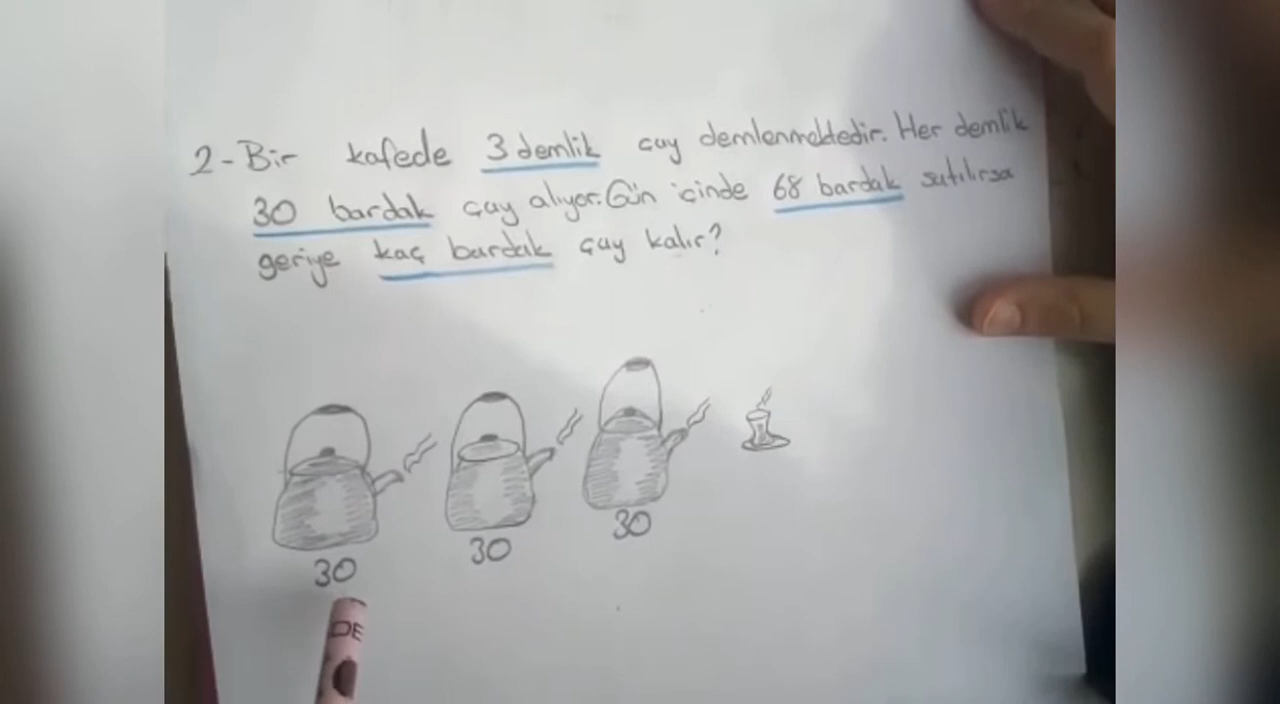 2- Bir kafede 3 demlik çay demlenmektedir. Her demlik
30 bardak çay alıyor. Gün içinde 68 bardak satılırsa
geriye kaç bardak çay kalır?
30
30
30
DE